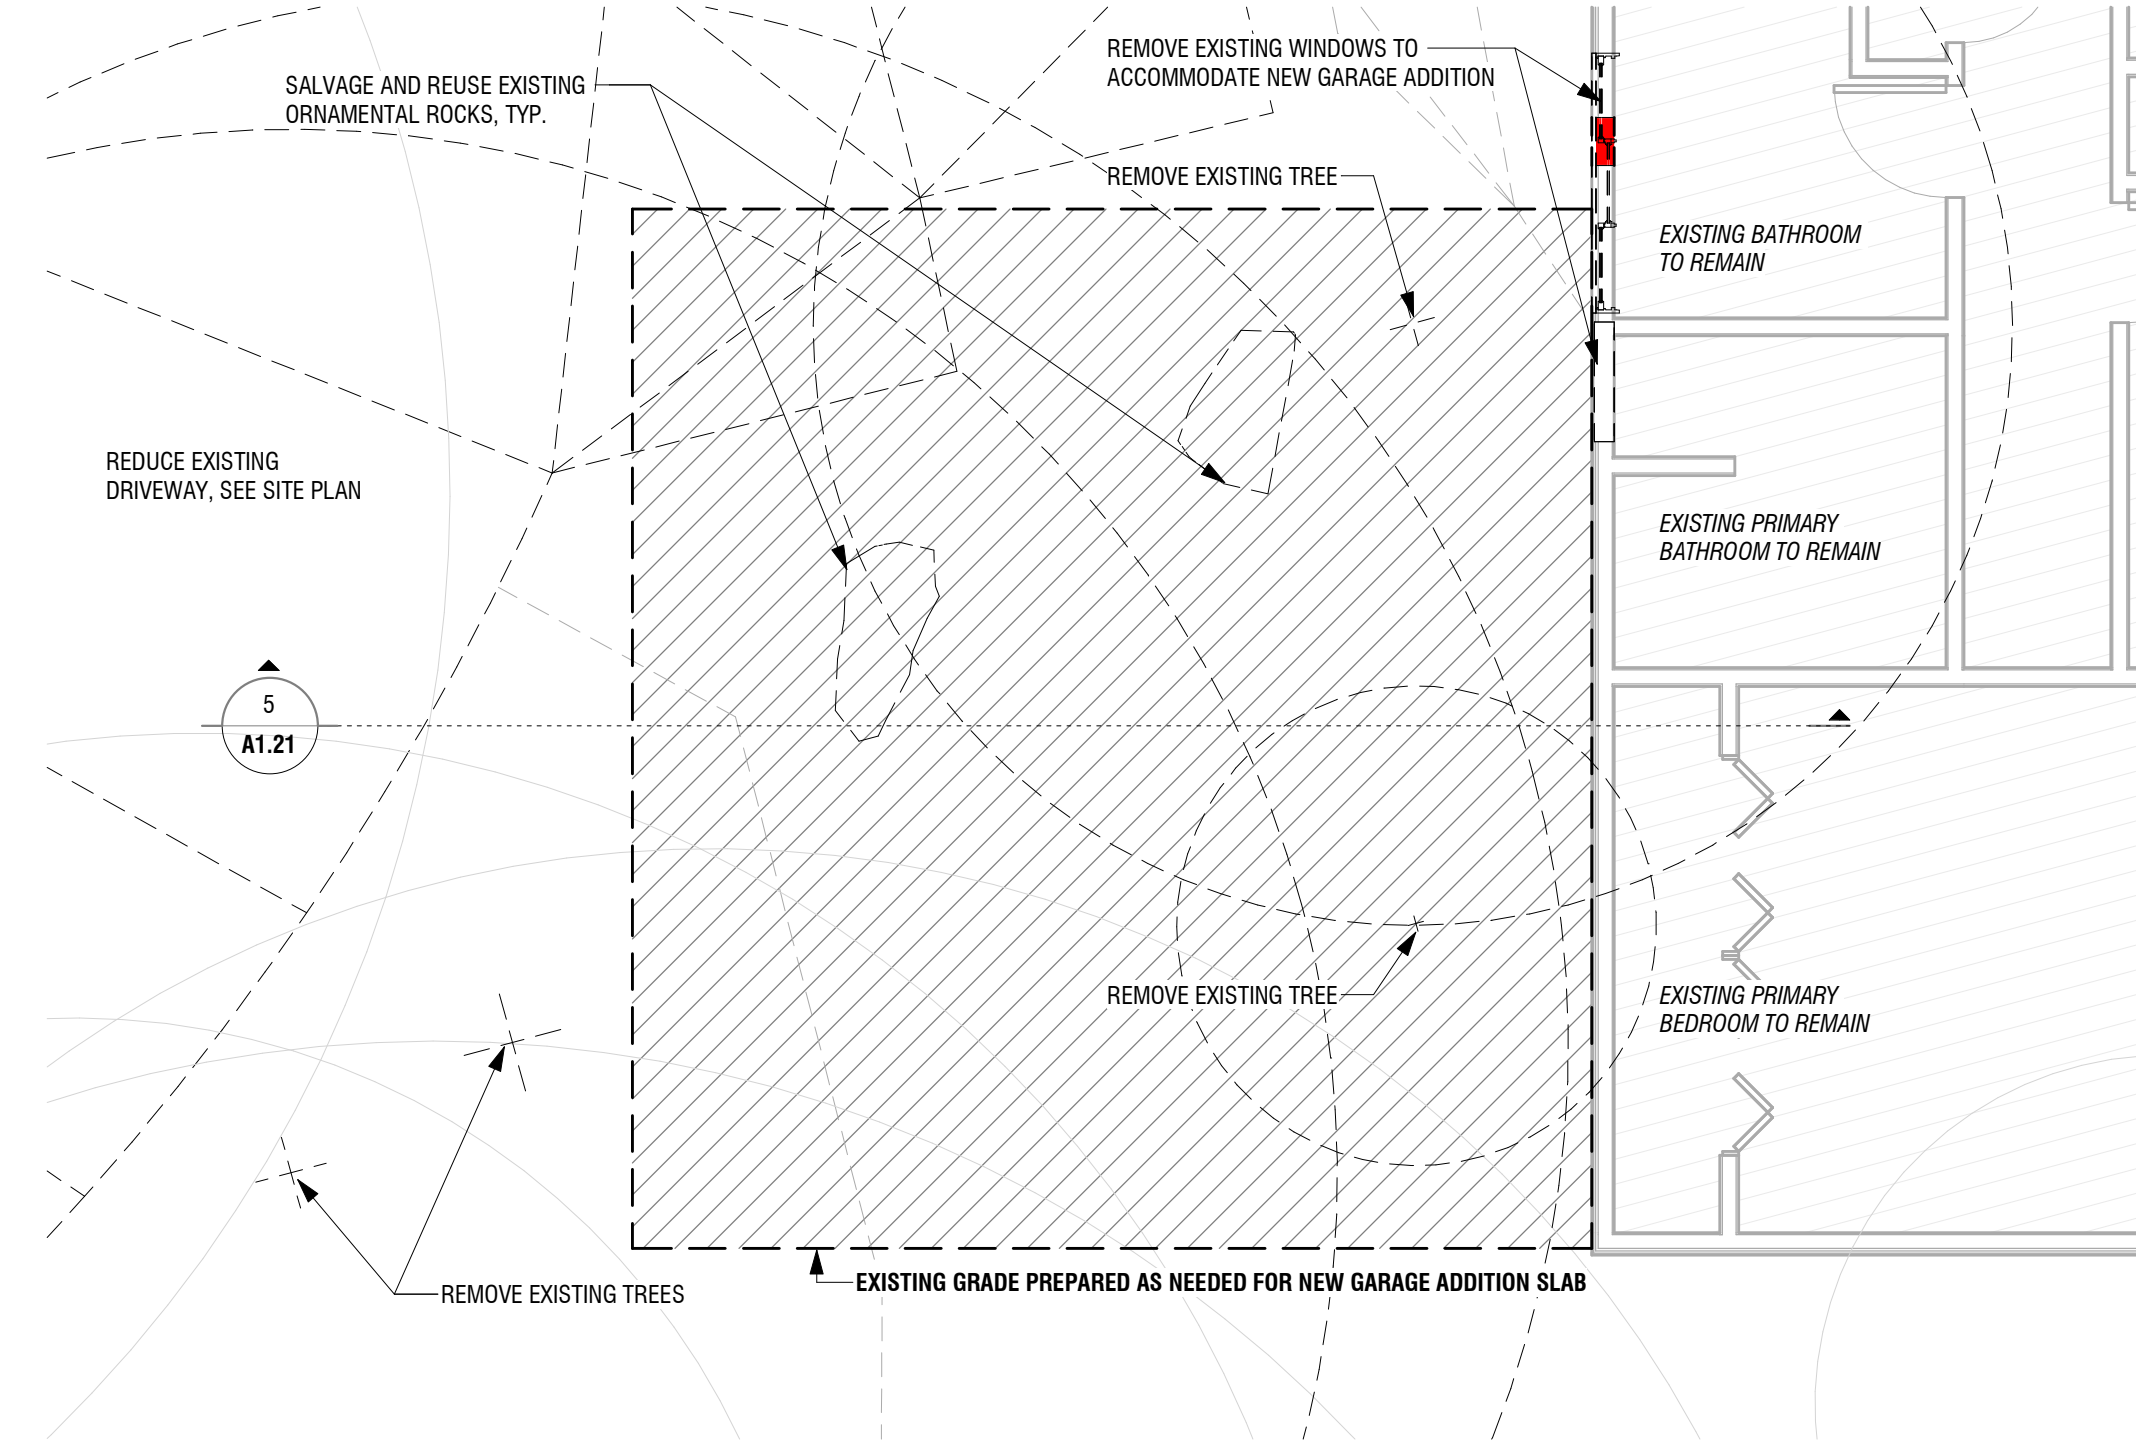 REMOVE EXISTING WINDOWS TO
ACCOMMODATE NEW GARAGE ADDITION
SALVAGE AND REUSE EXISTING
ORNAMENTAL ROCKS, TYP.
REMOVE EXISTING TREE
EXISTING BATHROOM
TO REMAIN
REDUCE EXISTING
DRIVEWAY, SEE SITE PLAN
EXISTING PRIMARY
BATHROOM TO REMAIN
5
A1.21
REMOVE EXISTING TREE
EXISTING PRIMARY
BEDROOM TO REMAIN
EXISTING GRADE PREPARED AS NEEDED FOR NEW GARAGE ADDITION SLAB
REMOVE EXISTING TREES